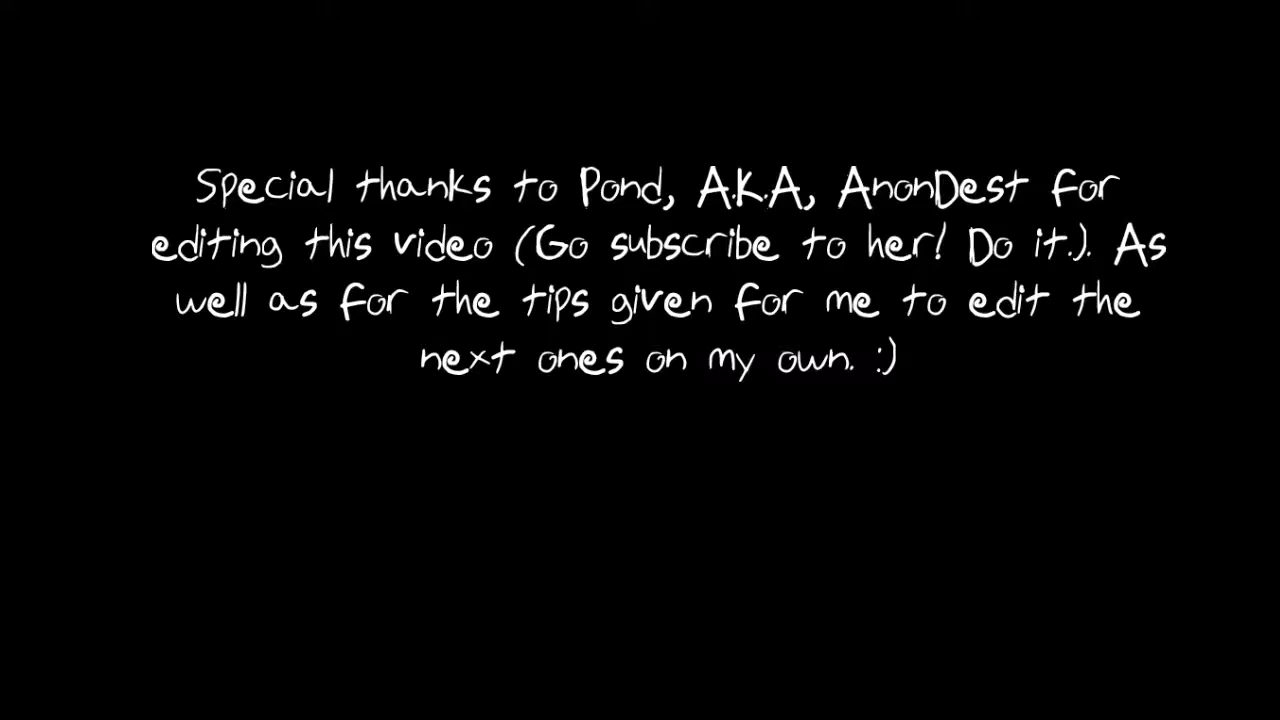 Special thanks to Pond, A.K.A, AnonDest for
editing this video (Go subscribe to her! Do it.). As
well as for the tips given for me to edit the
next ones on my own. :)